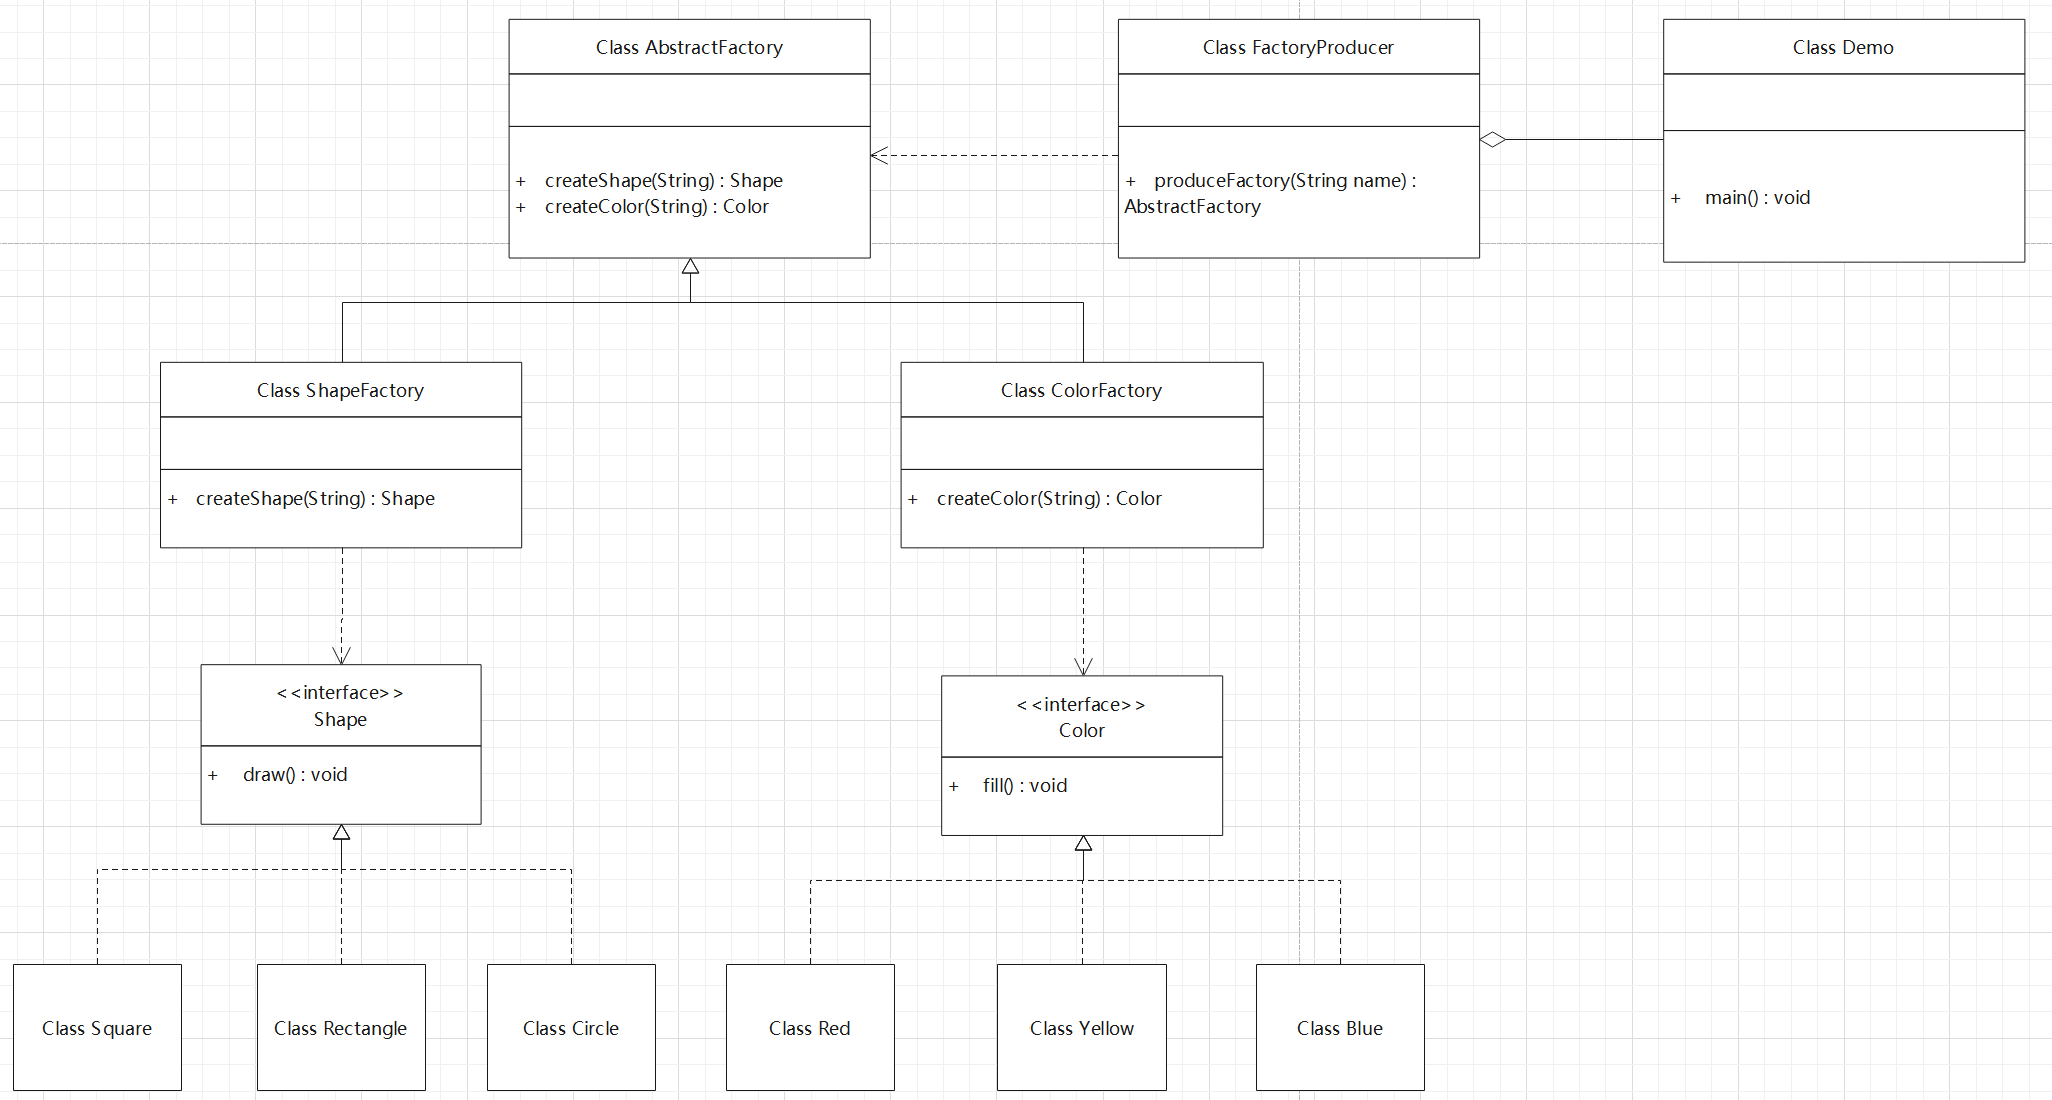 Class AbstractFactory
+ createShape(String) : Shape
+ createColor(String) : Color
Class FactoryProducer
+ produceFactory(String name) :
AbstractFactory
Class Demo
+ main() : void
Class ShapeFactory
+ createShape(String) : Shape
Class ColorFactory
+ createColor(String) : Color
<<interface>>
Shape
+ draw() : void
<<interface>>
Color
+ fill() : void
Class Square
Class Rectangle
Class Circle
Class Red
Class Yellow
Class Blue